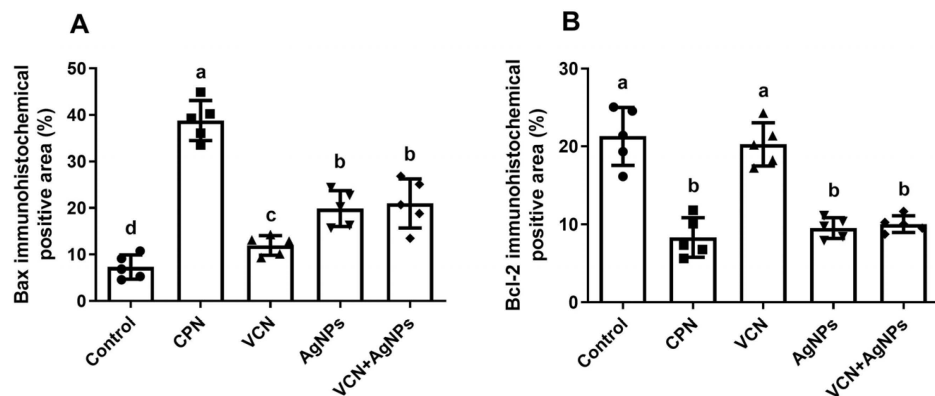 A
Bax immunohistochemical
positive area (%)
50
40
30
20
10
0
d
a
c
b
b
Control
CPN
VCN
AgNPs
VCN+AgNPs
B
Bcl-2 immunohistochemical
positive area (%)
30
20
10
0
a
b
a
b
b
Control
CPN
VCN
AgNPs
VCN+AgNPs